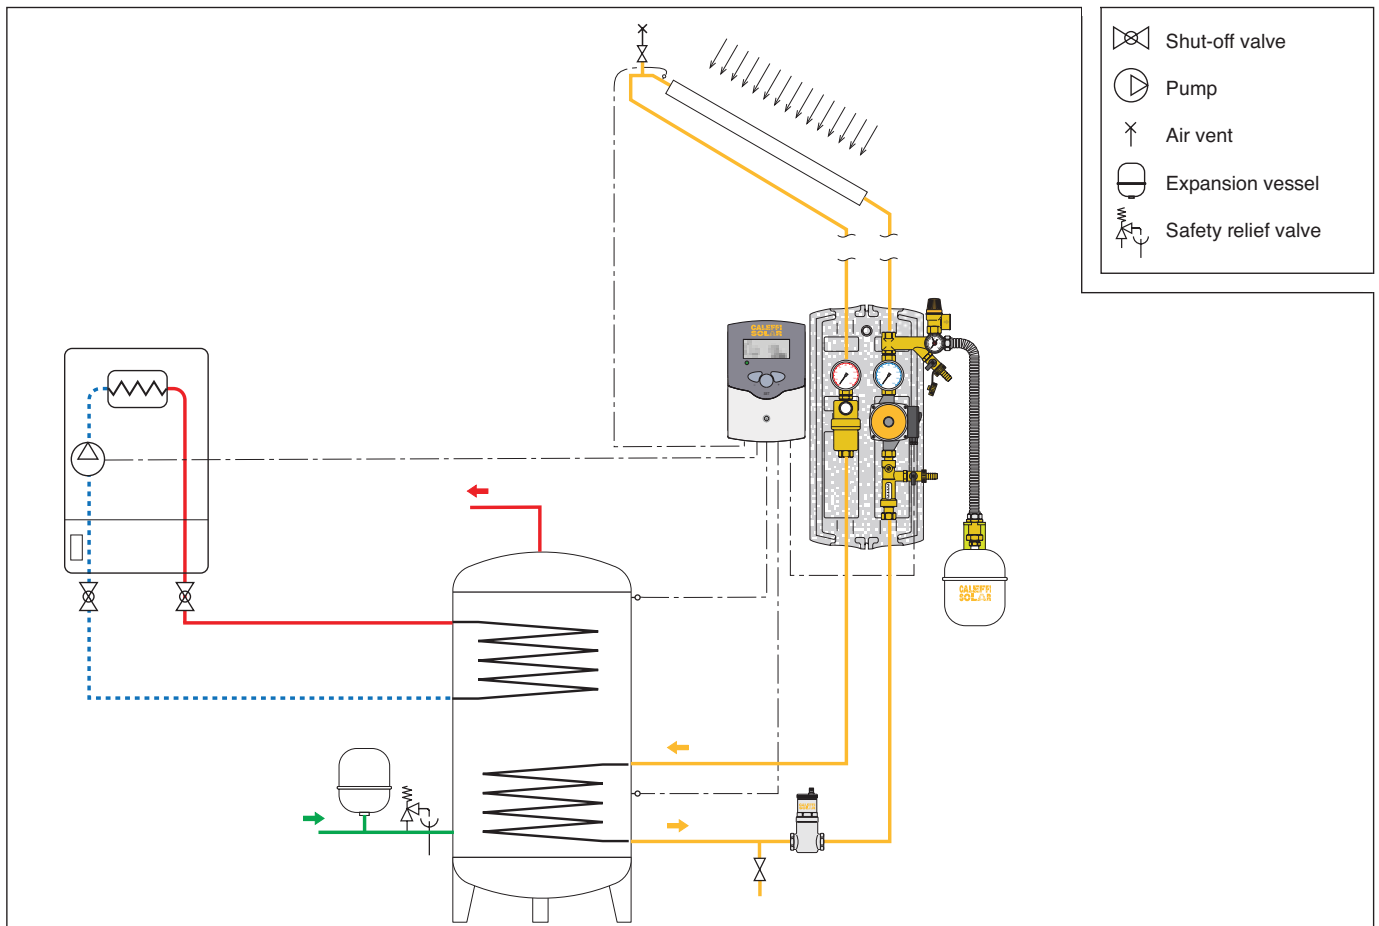 Shut-off valve
Pump
Air vent
Expansion vessel
Safety relief valve
CALEFFI
SOLAR
CALEFFI
SOLAR